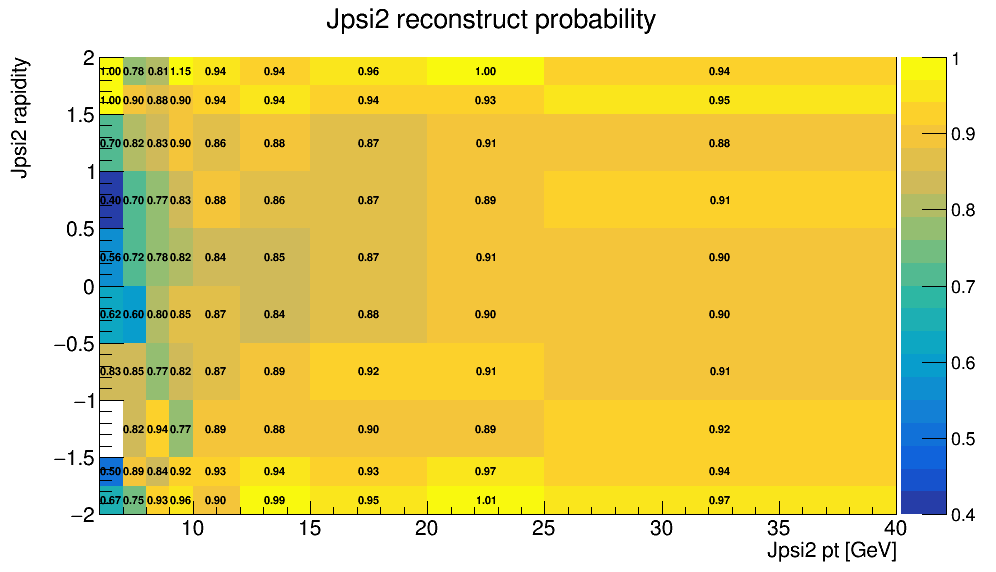 Jpsi2 reconstruct probability
Jpsi2 rapidity
2
1.00 0.78 0.81 1.15 0.94 0.94 0.96 1.00 0.94
1.00 0.90 0.88 0.90 0.94 0.94 0.94 0.93 0.95
1.5
0.70 0.82 0.83 0.90 0.86 0.88 0.87 0.91 0.88
1
0.40 0.70 0.77 0.83 0.88 0.86 0.87 0.89 0.91
0.5
0.56 0.72 0.78 0.82 0.84 0.85 0.87 0.91 0.90
0
0.62 0.60 0.80 0.85 0.87 0.84 0.88 0.90 0.90
−0.5
0.83 0.85 0.77 0.82 0.87 0.89 0.92 0.91 0.91
−1
0.82 0.94 0.77 0.89 0.88 0.90 0.89 0.92
−1.5
0.50 0.89 0.84 0.92 0.93 0.94 0.93 0.97 0.94
0.67 0.75 0.93 0.96 0.90 0.99 0.95 1.01 0.97
−2
10 15 20 25 30 35 40
Jpsi2 pt [GeV]
1
0.9
0.8
0.7
0.6
0.5
0.4